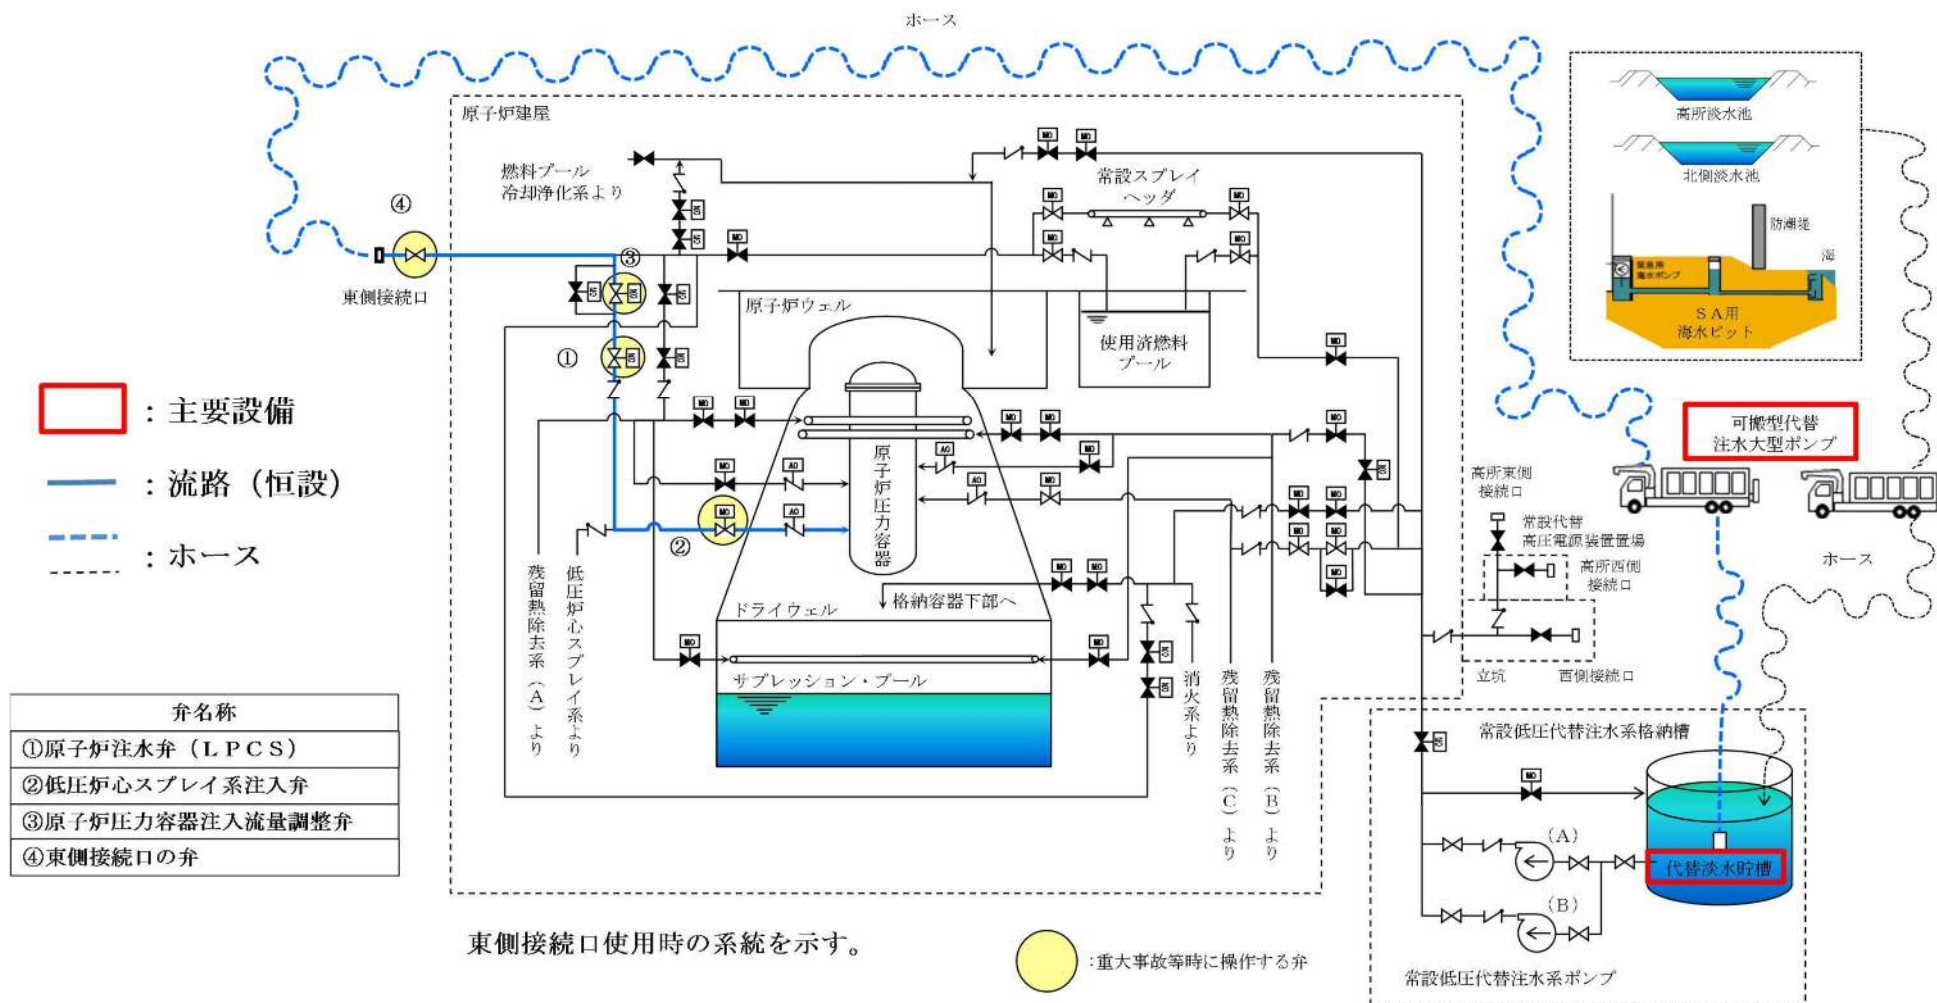 ホース
原子炉建屋
燃料プール
冷却浄化系より
常設スプレイ
ヘッダ
高所淡水池
北側淡水池
防潮堤
海
緊急用
海水ポンプ
SA用
海水ピット
④
東側接続口
③
①
②
原子炉ウェル
使用済燃料
プール
原子炉圧力容器
ドライウェル
格納容器下部へ
サプレッション・プール
残留熱除去系(A)より
低圧炉心スプレイ系より
消火系より
残留熱除去系(C)より
残留熱除去系(B)より
可搬型代替
注水大型ポンプ
高所東側
接続口
常設代替
高圧電源装置置場
高所西側
接続口
ホース
立坑
西側接続口
常設低圧代替注水系格納槽
(A)
(B)
代替淡水貯槽
常設低圧代替注水系ポンプ
:主要設備
:流路(恒設)
:ホース
弁名称
①原子炉注水弁(LPCS)
②低圧炉心スプレイ系注入弁
③原子炉圧力容器注入流量調整弁
④東側接続口の弁
東側接続口使用時の系統を示す。
:重大事故等時に操作する弁